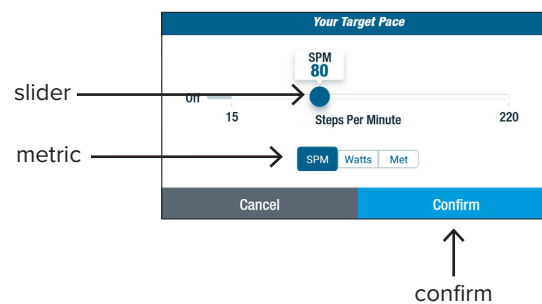 Your Target Pace
SPM
80
slider
Off
15
Steps Per Minute
220
metric
SPM Watts Met
Cancel Confirm
confirm